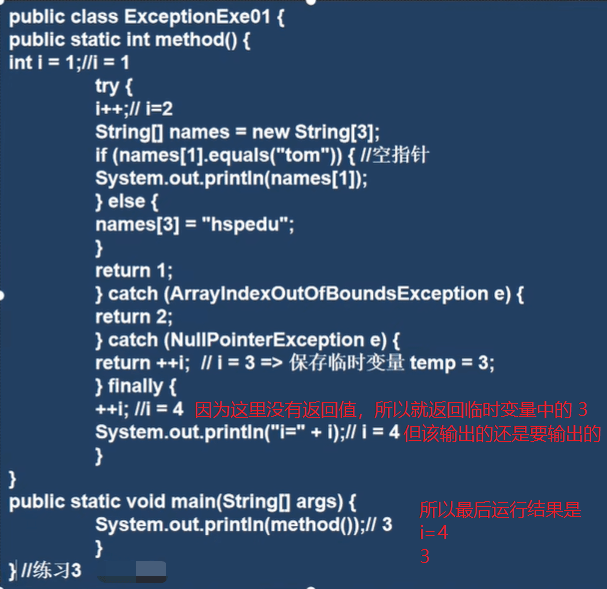 public class ExceptionExe01 {
public static int method() {
int i = 1;//i = 1
try {
i++;// i=2
String[] names = new String[3];
if (names[1].equals("tom")) { //空指针
System.out.println(names[1]);
} else {
names[3] = "hspedu";
}
return 1;
} catch (ArrayIndexOutOfBoundsException e) {
return 2;
} catch (NullPointerException e) {
return ++i;  // i = 3 => 保存临时变量 temp = 3;
} finally {
++i; //i = 4 因为这里没有返回值，所以就返回临时变量中的 3
System.out.println("i=" + i);// i = 4 但该输出的还是要输出的
}
}
public static void main(String[] args) {
System.out.println(method());// 3
}
} //练习3
所以最后运行结果是
i=4
3